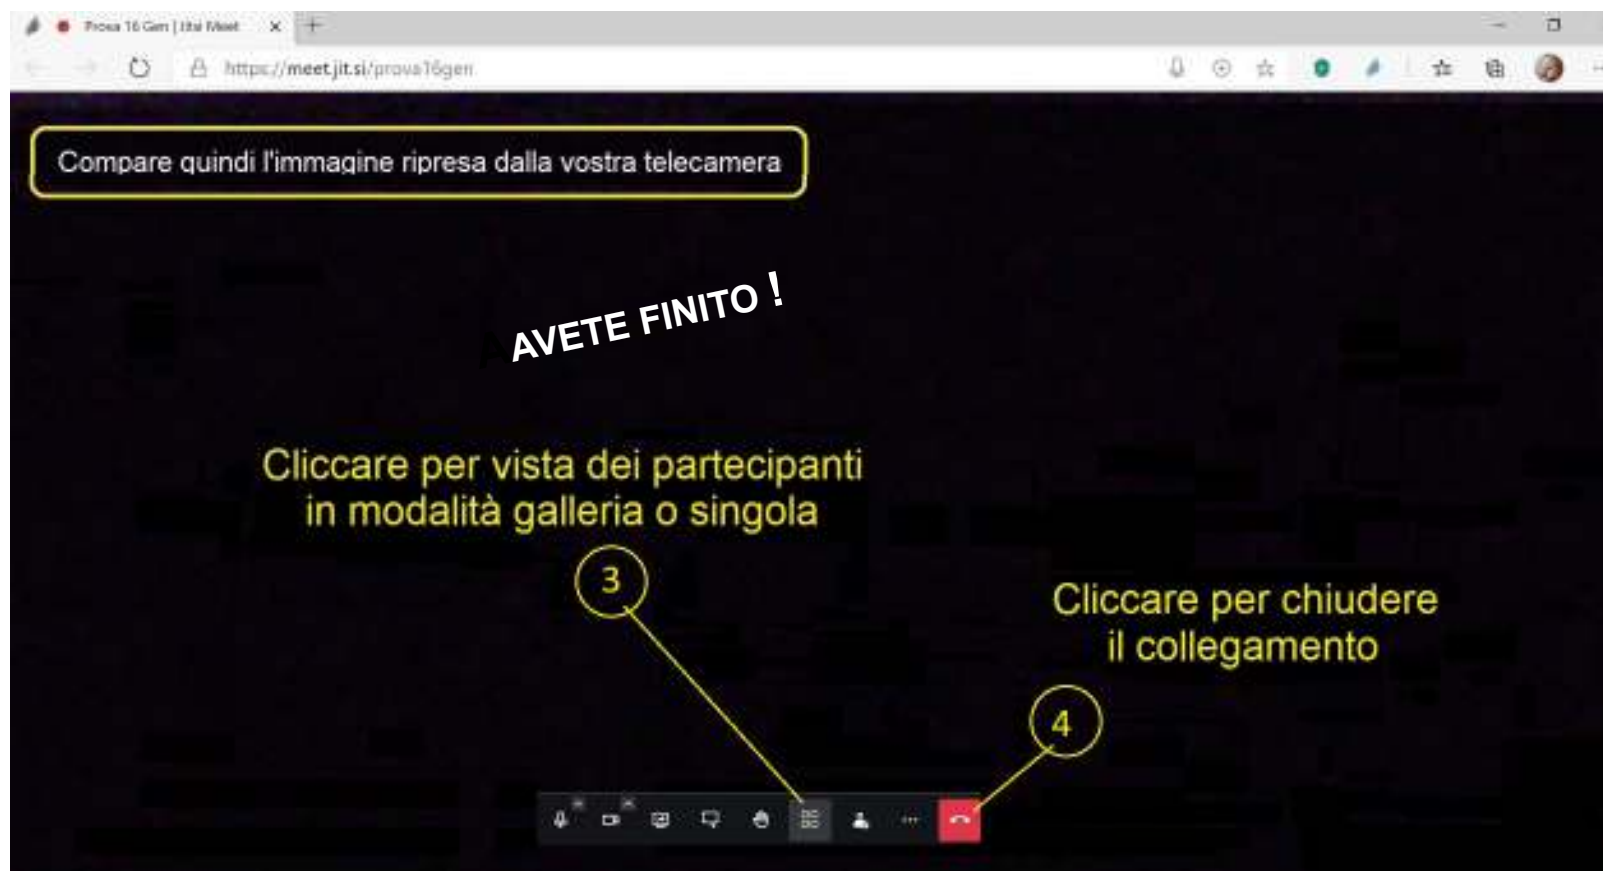 Prova 16 Gen | Jitsi Meet
https://meet.jit.si/prova16gen
Compare quindi l'immagine ripresa dalla vostra telecamera
AVETE FINITO !
Cliccare per vista dei partecipanti
in modalità galleria o singola
3
Cliccare per chiudere
il collegamento
4